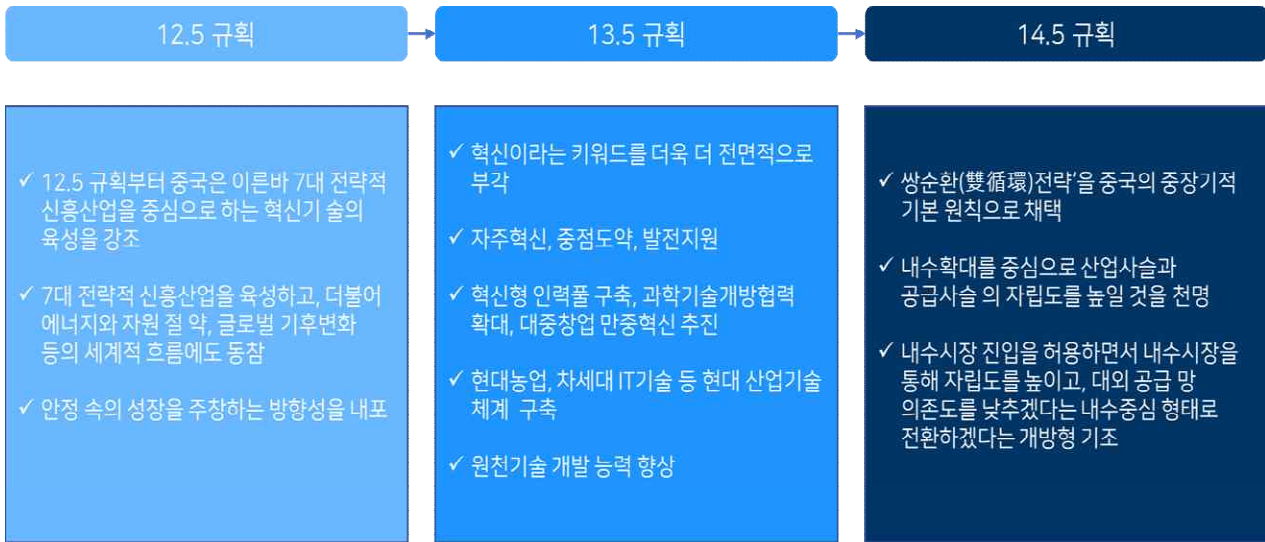 12.5 규획
13.5 규획
14.5 규획
✓ 12.5 규획부터 중국은 이른바 7대 전략적
신흥산업을 중심으로 하는 혁신기 술의
육성을 강조
✓ 7대 전략적 신흥산업을 육성하고, 더불어
에너지와 자원 절 약, 글로벌 기후변화
등의 세계적 흐름에도 동참
✓ 안정 속의 성장을 주창하는 방향성을 내포
✓ 혁신이라는 키워드를 더욱 더 전면적으로
부각
✓ 자주혁신, 중점도약, 발전지원
✓ 혁신형 인력풀 구축, 과학기술개방협력
확대, 대중창업 만중혁신 추진
✓ 현대농업, 차세대 IT기술 등 현대 산업기술
체계 구축
✓ 원천기술 개발 능력 향상
✓ 쌍순환(雙循環)전략’을 중국의 중장기적
기본 원칙으로 채택
✓ 내수확대를 중심으로 산업사슬과
공급사슬 의 자립도를 높일 것을 천명
✓ 내수시장 진입을 허용하면서 내수시장을
통해 자립도를 높이고, 대외 공급 망
의존도를 낮추겠다는 내수중심 형태로
전환하겠다는 개방형 기조